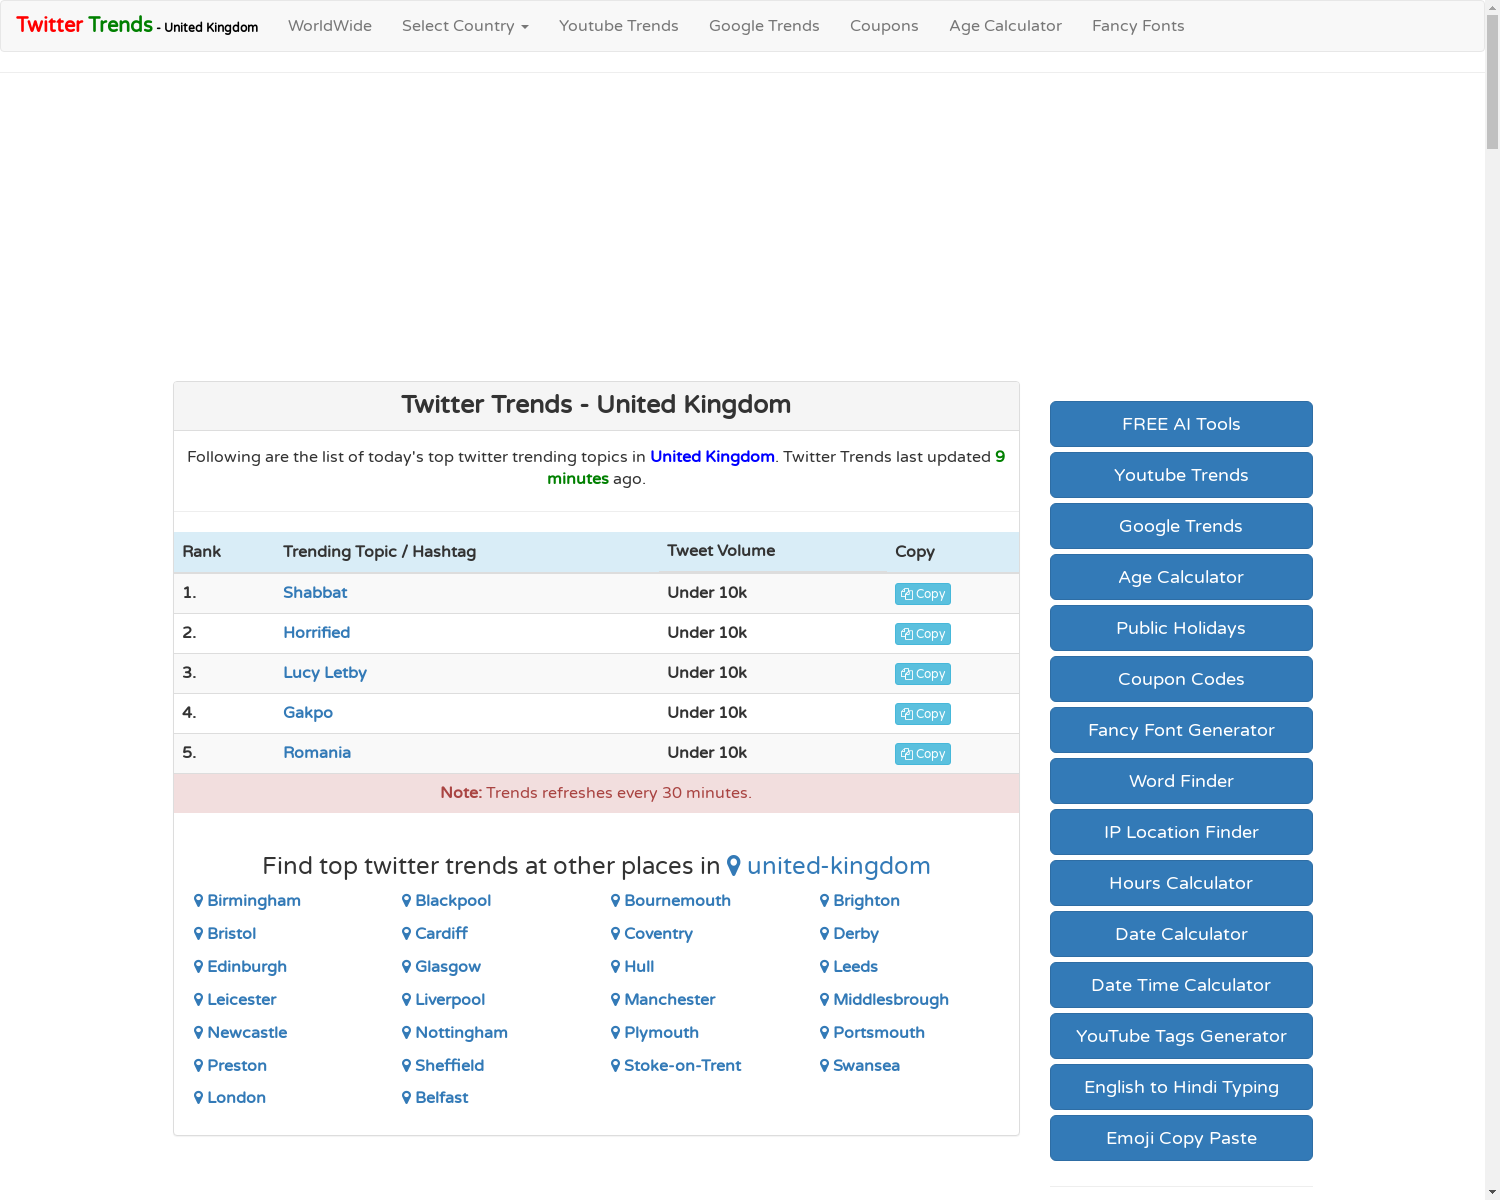 Twitter Trends - United Kingdom
WorldWide
Select Country
Youtube Trends
Google Trends
Coupons
Age Calculator
Fancy Fonts
Twitter Trends - United Kingdom
Following are the list of today's top twitter trending topics in United Kingdom. Twitter Trends last updated 9
minutes ago.
Rank Trending Topic / Hashtag Tweet Volume Copy
1. Shabbat Under 10k Copy
2. Horrified Under 10k Copy
3. Lucy Letby Under 10k Copy
4. Gakpo Under 10k Copy
5. Romania Under 10k Copy
Note: Trends refreshes every 30 minutes.
Find top twitter trends at other places in united-kingdom
Birmingham Blackpool Bournemouth Brighton
Bristol Cardiff Coventry Derby
Edinburgh Glasgow Hull Leeds
Leicester Liverpool Manchester Middlesbrough
Newcastle Nottingham Plymouth Portsmouth
Preston Sheffield Stoke-on-Trent Swansea
London Belfast
FREE AI Tools
Youtube Trends
Google Trends
Age Calculator
Public Holidays
Coupon Codes
Fancy Font Generator
Word Finder
IP Location Finder
Hours Calculator
Date Calculator
Date Time Calculator
YouTube Tags Generator
English to Hindi Typing
Emoji Copy Paste